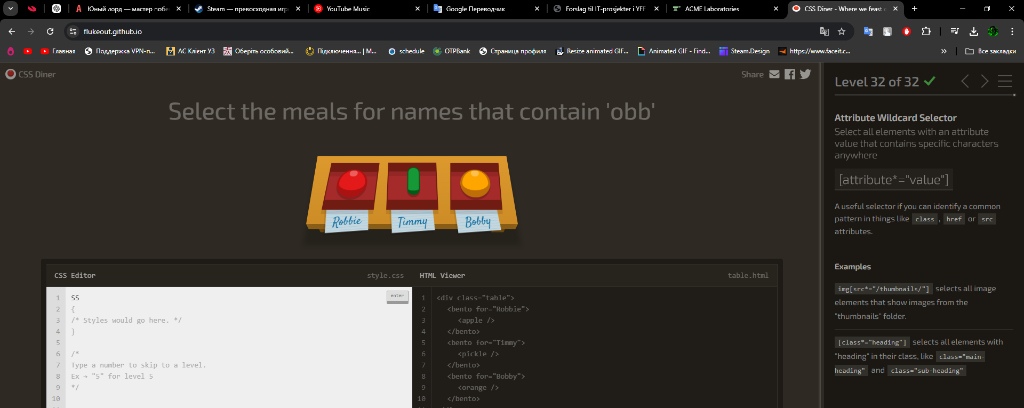 Юный лорд — мастер побе
Steam — превосходная игр
YouTube Music
Google Переводчик
Forslag til IT-prosjekter i YFF
ACME Laboratories
CSS Diner - Where we feast
flukeout.github.io
Главная
Поддержка VPN-п...
АС Клієнт У3
Оберіть особовий...
Підключення... | М...
schedule
OTPBank
Страница профиля
Resize animated GIF...
Animated GIF - Find...
Steam.Design
https://www.faceit.c...
Все закладки
CSS Diner
Share
Select the meals for names that contain 'obb'
Robbie
Timmy
Bobby
CSS Editor
style.css
1 SS
2 {
3 /* Styles would go here. */
4 }
5
6 /*
7 Type a number to skip to a level.
8 Ex → "5" for level 5
9 */
10
enter
HTML Viewer
table.html
1 <div class="table">
2 <bento for="Robbie">
3 <apple />
4 </bento>
5 <bento for="Timmy">
6 <pickle />
7 </bento>
8 <bento for="Bobby">
9 <orange />
10 </bento>
Level 32 of 32
Attribute Wildcard Selector
Select all elements with an attribute
value that contains specific characters
anywhere
[attribute*="value"]
A useful selector if you can identify a common
pattern in things like class, href or src
attributes.
Examples
img[src*="/thumbnails/"] selects all image
elements that show images from the
"thumbnails" folder.
[class*="heading"] selects all elements with
"heading" in their class, like class="main-
heading" and class="sub-heading"